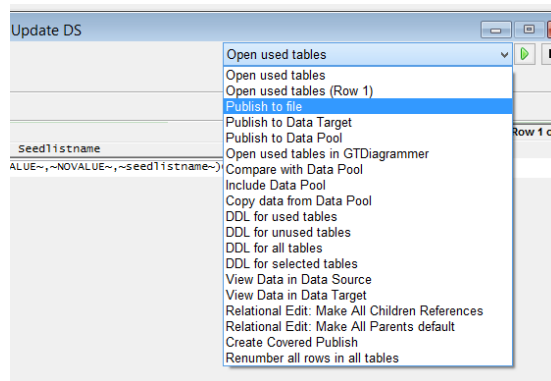 Update DS
Open used tables
Open used tables
Open used tables (Row 1)
Publish to file
Publish to Data Target
Row 1 o
Publish to Data Pool
Seedlistname
Open used tables in GTDiagrammer
ALUE~,~NOVALUE~,~seedlistname~)
Compare with Data Pool
Include Data Pool
Copy data from Data Pool
DDL for used tables
DDL for unused tables
DDL for all tables
DDL for selected tables
View Data in Data Source
View Data in Data Target
Relational Edit: Make All Children References
Relational Edit: Make All Parents default
Create Covered Publish
Renumber all rows in all tables